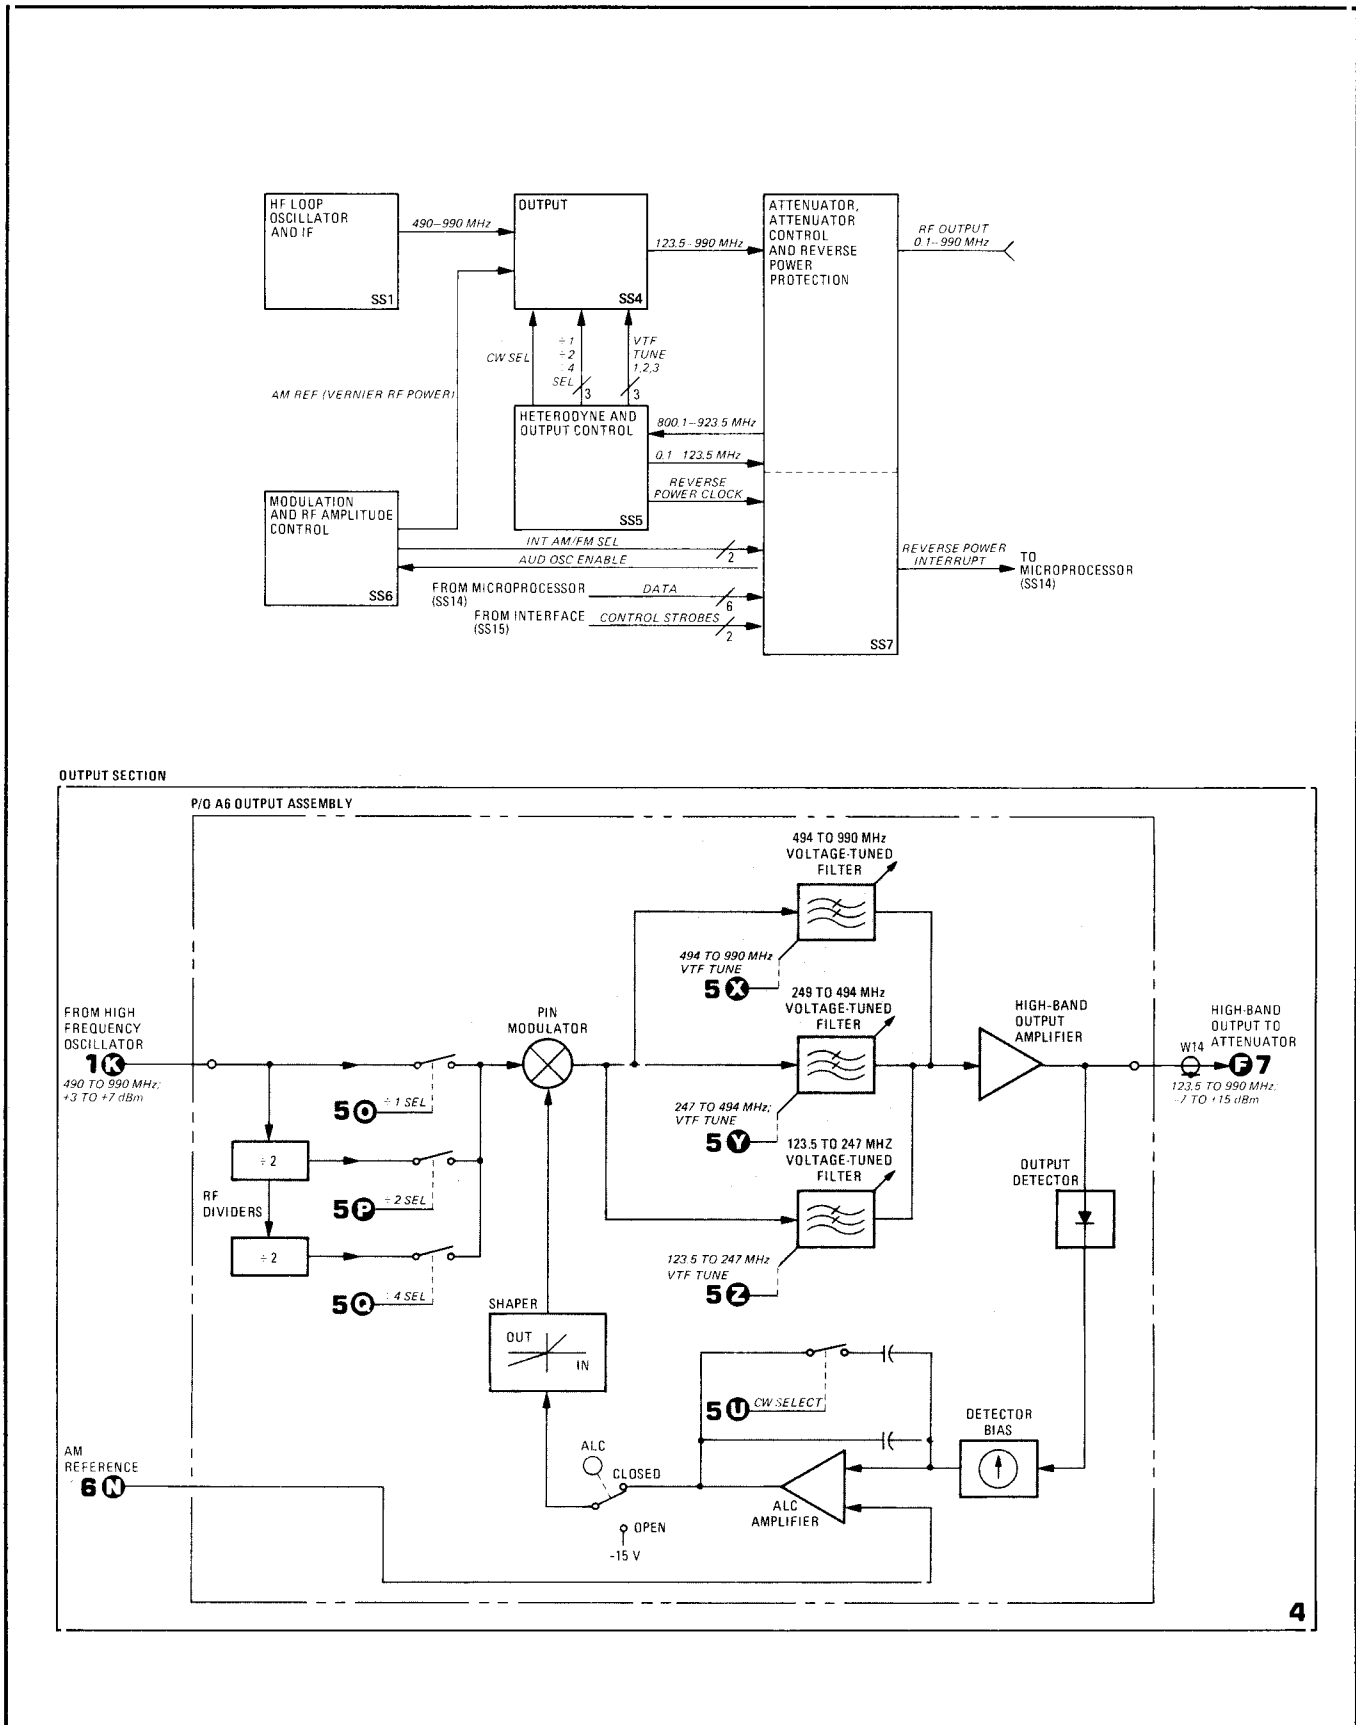 HF LOOP
OSCILLATOR
AND IF
SS1
490–990 MHz
OUTPUT
SS4
123.5–990 MHz
ATTENUATOR,
ATTENUATOR
CONTROL
AND REVERSE
POWER
PROTECTION
SS7
RF OUTPUT
0.1–990 MHz
CW SEL
÷1
÷2
÷4
SEL
3
VTF
TUNE
1,2,3
3
AM REF (VERNIER RF POWER)
HETERODYNE AND
OUTPUT CONTROL
SS5
800.1–923.5 MHz
0.1 123.5 MHz
REVERSE
POWER CLOCK
MODULATION
AND RF AMPLITUDE
CONTROL
SS6
INT AM/FM SEL
2
AUD OSC ENABLE
FROM MICROPROCESSOR
(SS14)
DATA
6
FROM INTERFACE
(SS15)
CONTROL STROBES
2
REVERSE POWER
INTERRUPT
TO
MICROPROCESSOR
(SS14)
OUTPUT SECTION
P/O A6 OUTPUT ASSEMBLY
494 TO 990 MHz
VOLTAGE-TUNED
FILTER
494 TO 990 MHz
VTF TUNE
5 X
249 TO 494 MHz
VOLTAGE-TUNED
FILTER
247 TO 494 MHz;
VTF TUNE
5 Y
123.5 TO 247 MHZ
VOLTAGE-TUNED
FILTER
123.5 TO 247 MHz
VTF TUNE
5 Z
FROM HIGH
FREQUENCY
OSCILLATOR
1 K
490 TO 990 MHz;
+3 TO +7 dBm
5 O ÷1 SEL
÷2
5 P ÷2 SEL
RF
DIVIDERS
÷2
5 Q ÷4 SEL
PIN
MODULATOR
HIGH-BAND
OUTPUT
AMPLIFIER
HIGH-BAND
OUTPUT TO
ATTENUATOR
W14
F 7
123.5 TO 990 MHz;
-7 TO +15 dBm
OUTPUT
DETECTOR
SHAPER
OUT
IN
5 U CW SELECT
DETECTOR
BIAS
AM
REFERENCE
6 N
ALC
CLOSED
OPEN
-15 V
ALC
AMPLIFIER
4